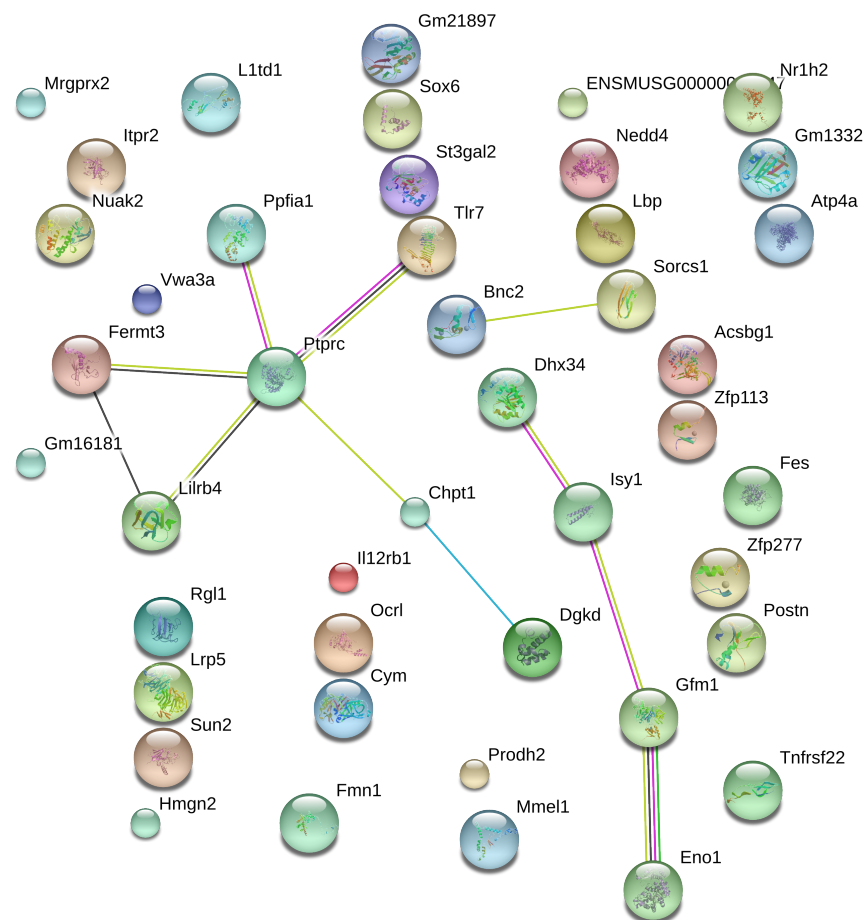 Gm21897
Mrgprx2
L1td1
Sox6
ENSMUSG000000
47
Nr1h2
Itpr2
St3gal2
Nedd4
Gm1332
Nuak2
Ppfia1
Tlr7
Lbp
Atp4a
Vwa3a
Bnc2
Sorcs1
Fermt3
Ptprc
Dhx34
Acsbg1
Zfp113
Gm16181
Lilrb4
Chpt1
Isy1
Fes
Il12rb1
Zfp277
Rgl1
Ocrl
Dgkd
Postn
Lrp5
Cym
Gfm1
Sun2
Prodh2
Tnfrsf22
Hmgn2
Fmn1
Mmel1
Eno1